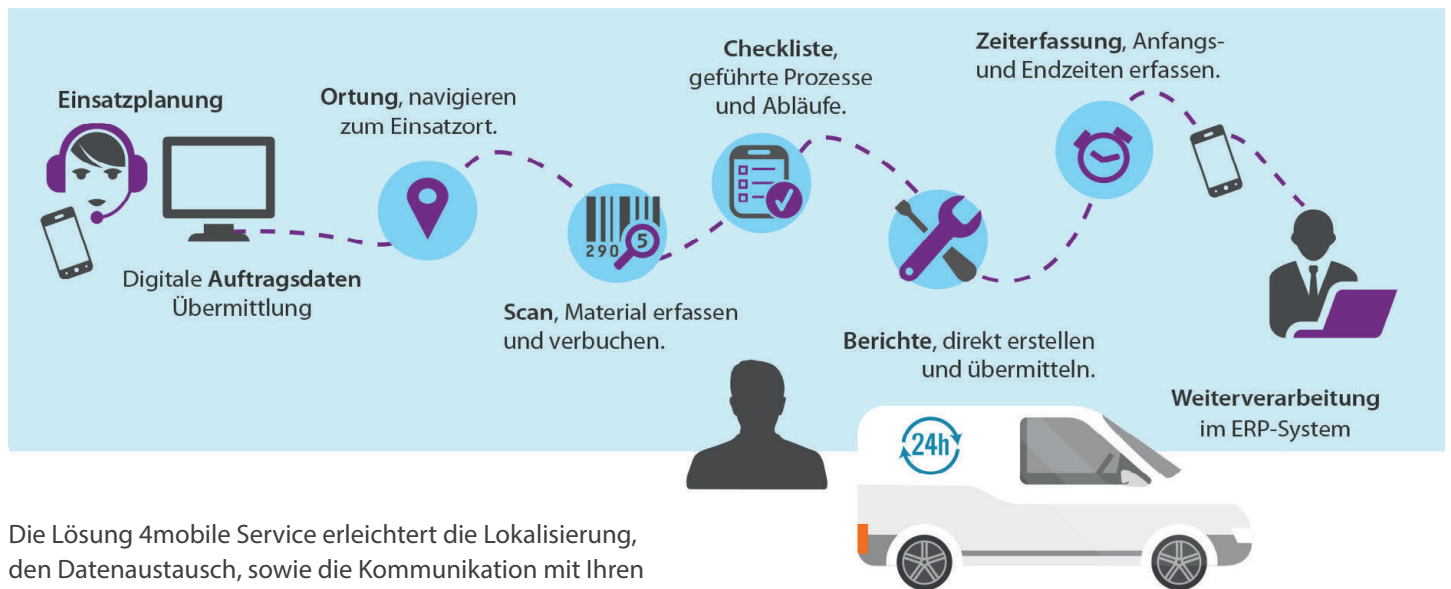 Einsatzplanung
Digitale Auftragsdaten
Übermittlung
Ortung, navigieren
zum Einsatzort.
290
5
Scan, Material erfassen
und verbuchen.
Checkliste,
geführte Prozesse
und Abläufe.
Berichte, direkt erstellen
und übermitteln.
Zeiterfassung, Anfangs-
und Endzeiten erfassen.
Weiterverarbeitung
im ERP-System
24h
Die Lösung 4mobile Service erleichtert die Lokalisierung,
den Datenaustausch, sowie die Kommunikation mit Ihren